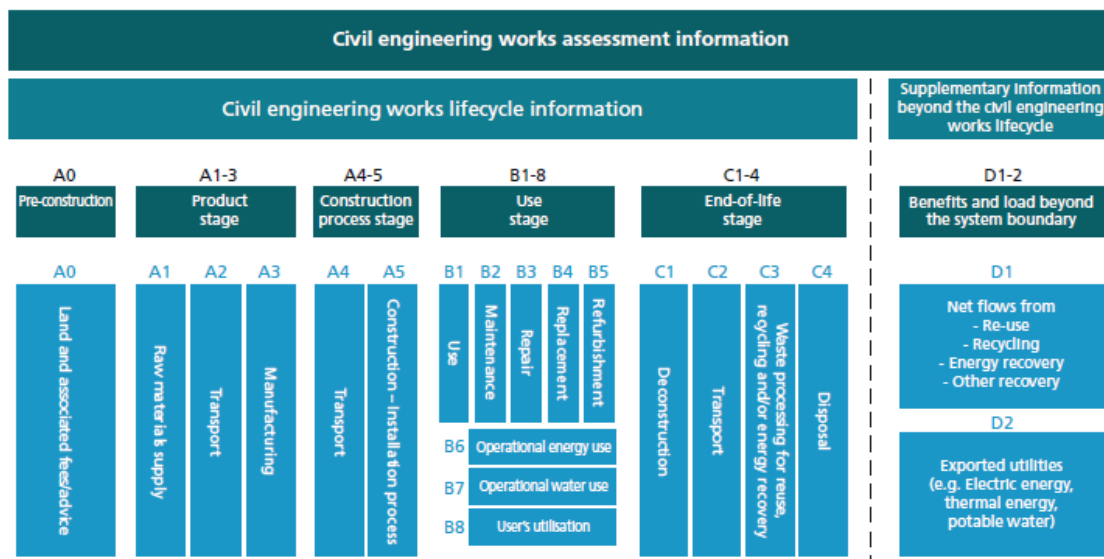 Civil engineering works assessment information
Civil engineering works lifecycle information
Supplementary information
beyond the civil engineering
works lifecycle
A0
A1-3
A4-5
B1-8
C1-4
D1-2
Pre-construction
Product
stage
Construction
process stage
Use
stage
End-of-life
stage
Benefits and load beyond
the system boundary
A0
Land and associated fees/advice
A1
Raw materials supply
A2
Transport
A3
Manufacturing
A4
Transport
A5
Construction – Installation process
B1
Use
B2
Maintenance
B3
Repair
B4
Replacement
B5
Refurbishment
B6
Operational energy use
B7
Operational water use
B8
User's utilisation
C1
Deconstruction
C2
Transport
C3
Waste processing for reuse,
recycling and/or energy recovery
C4
Disposal
D1
Net flows from
- Re-use
- Recycling
- Energy recovery
- Other recovery
D2
Exported utilities
(e.g. Electric energy,
thermal energy,
potable water)